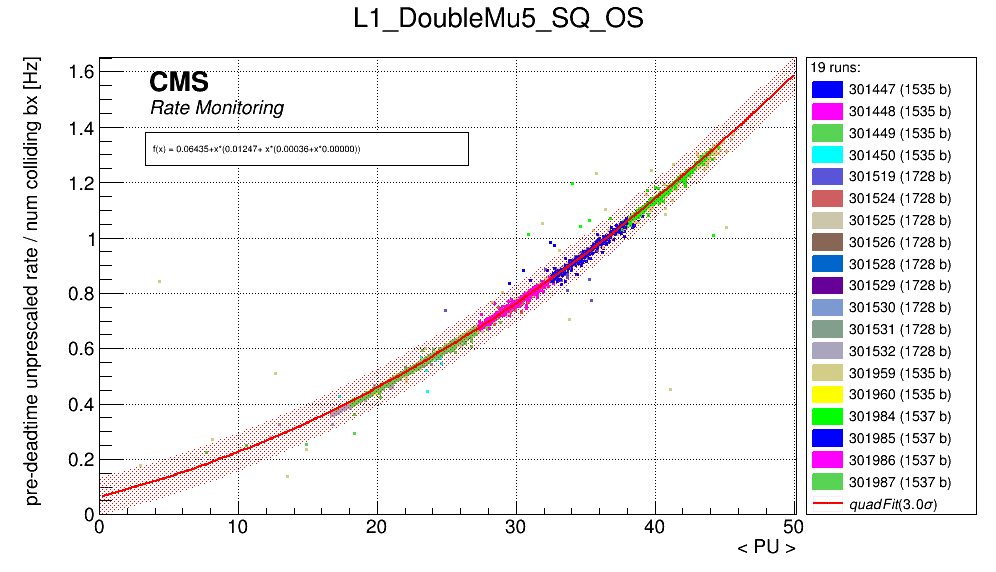 L1_DoubleMu5_SQ_OS
pre-deadtime unprescaled rate / num colliding bx [Hz]
1.6
1.4
1.2
1
0.8
0.6
0.4
0.2
0
CMS
Rate Monitoring
f(x) = 0.06435+x*(0.01247+ x*(0.00036+x*0.00000))
0 10 20 30 40 50
< PU >
19 runs:
301447 (1535 b)
301448 (1535 b)
301449 (1535 b)
301450 (1535 b)
301519 (1728 b)
301524 (1728 b)
301525 (1728 b)
301526 (1728 b)
301528 (1728 b)
301529 (1728 b)
301530 (1728 b)
301531 (1728 b)
301532 (1728 b)
301959 (1535 b)
301960 (1535 b)
301984 (1537 b)
301985 (1537 b)
301986 (1537 b)
301987 (1537 b)
quadFit(3.0σ)